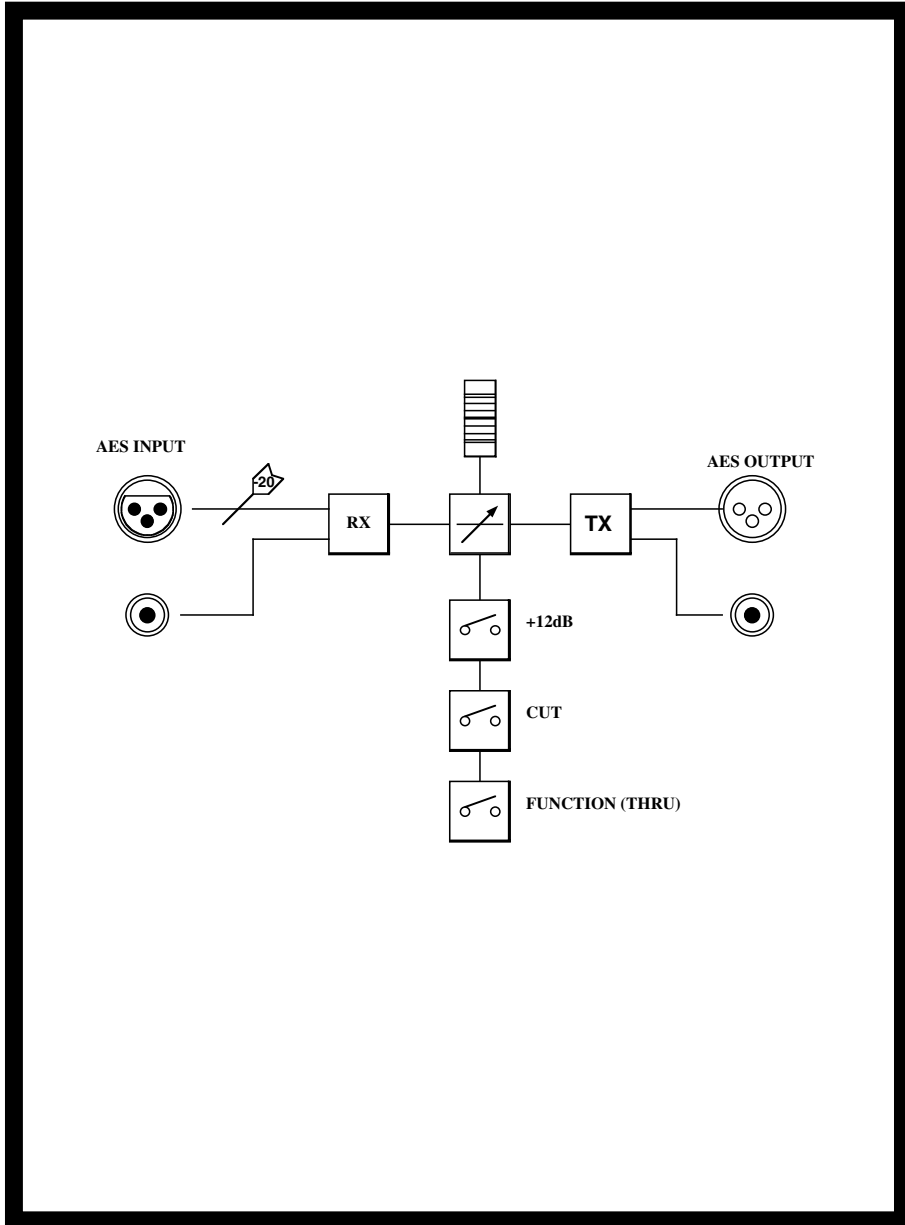 AES INPUT
AES OUTPUT
-20
RX
TX
+12dB
CUT
FUNCTION (THRU)